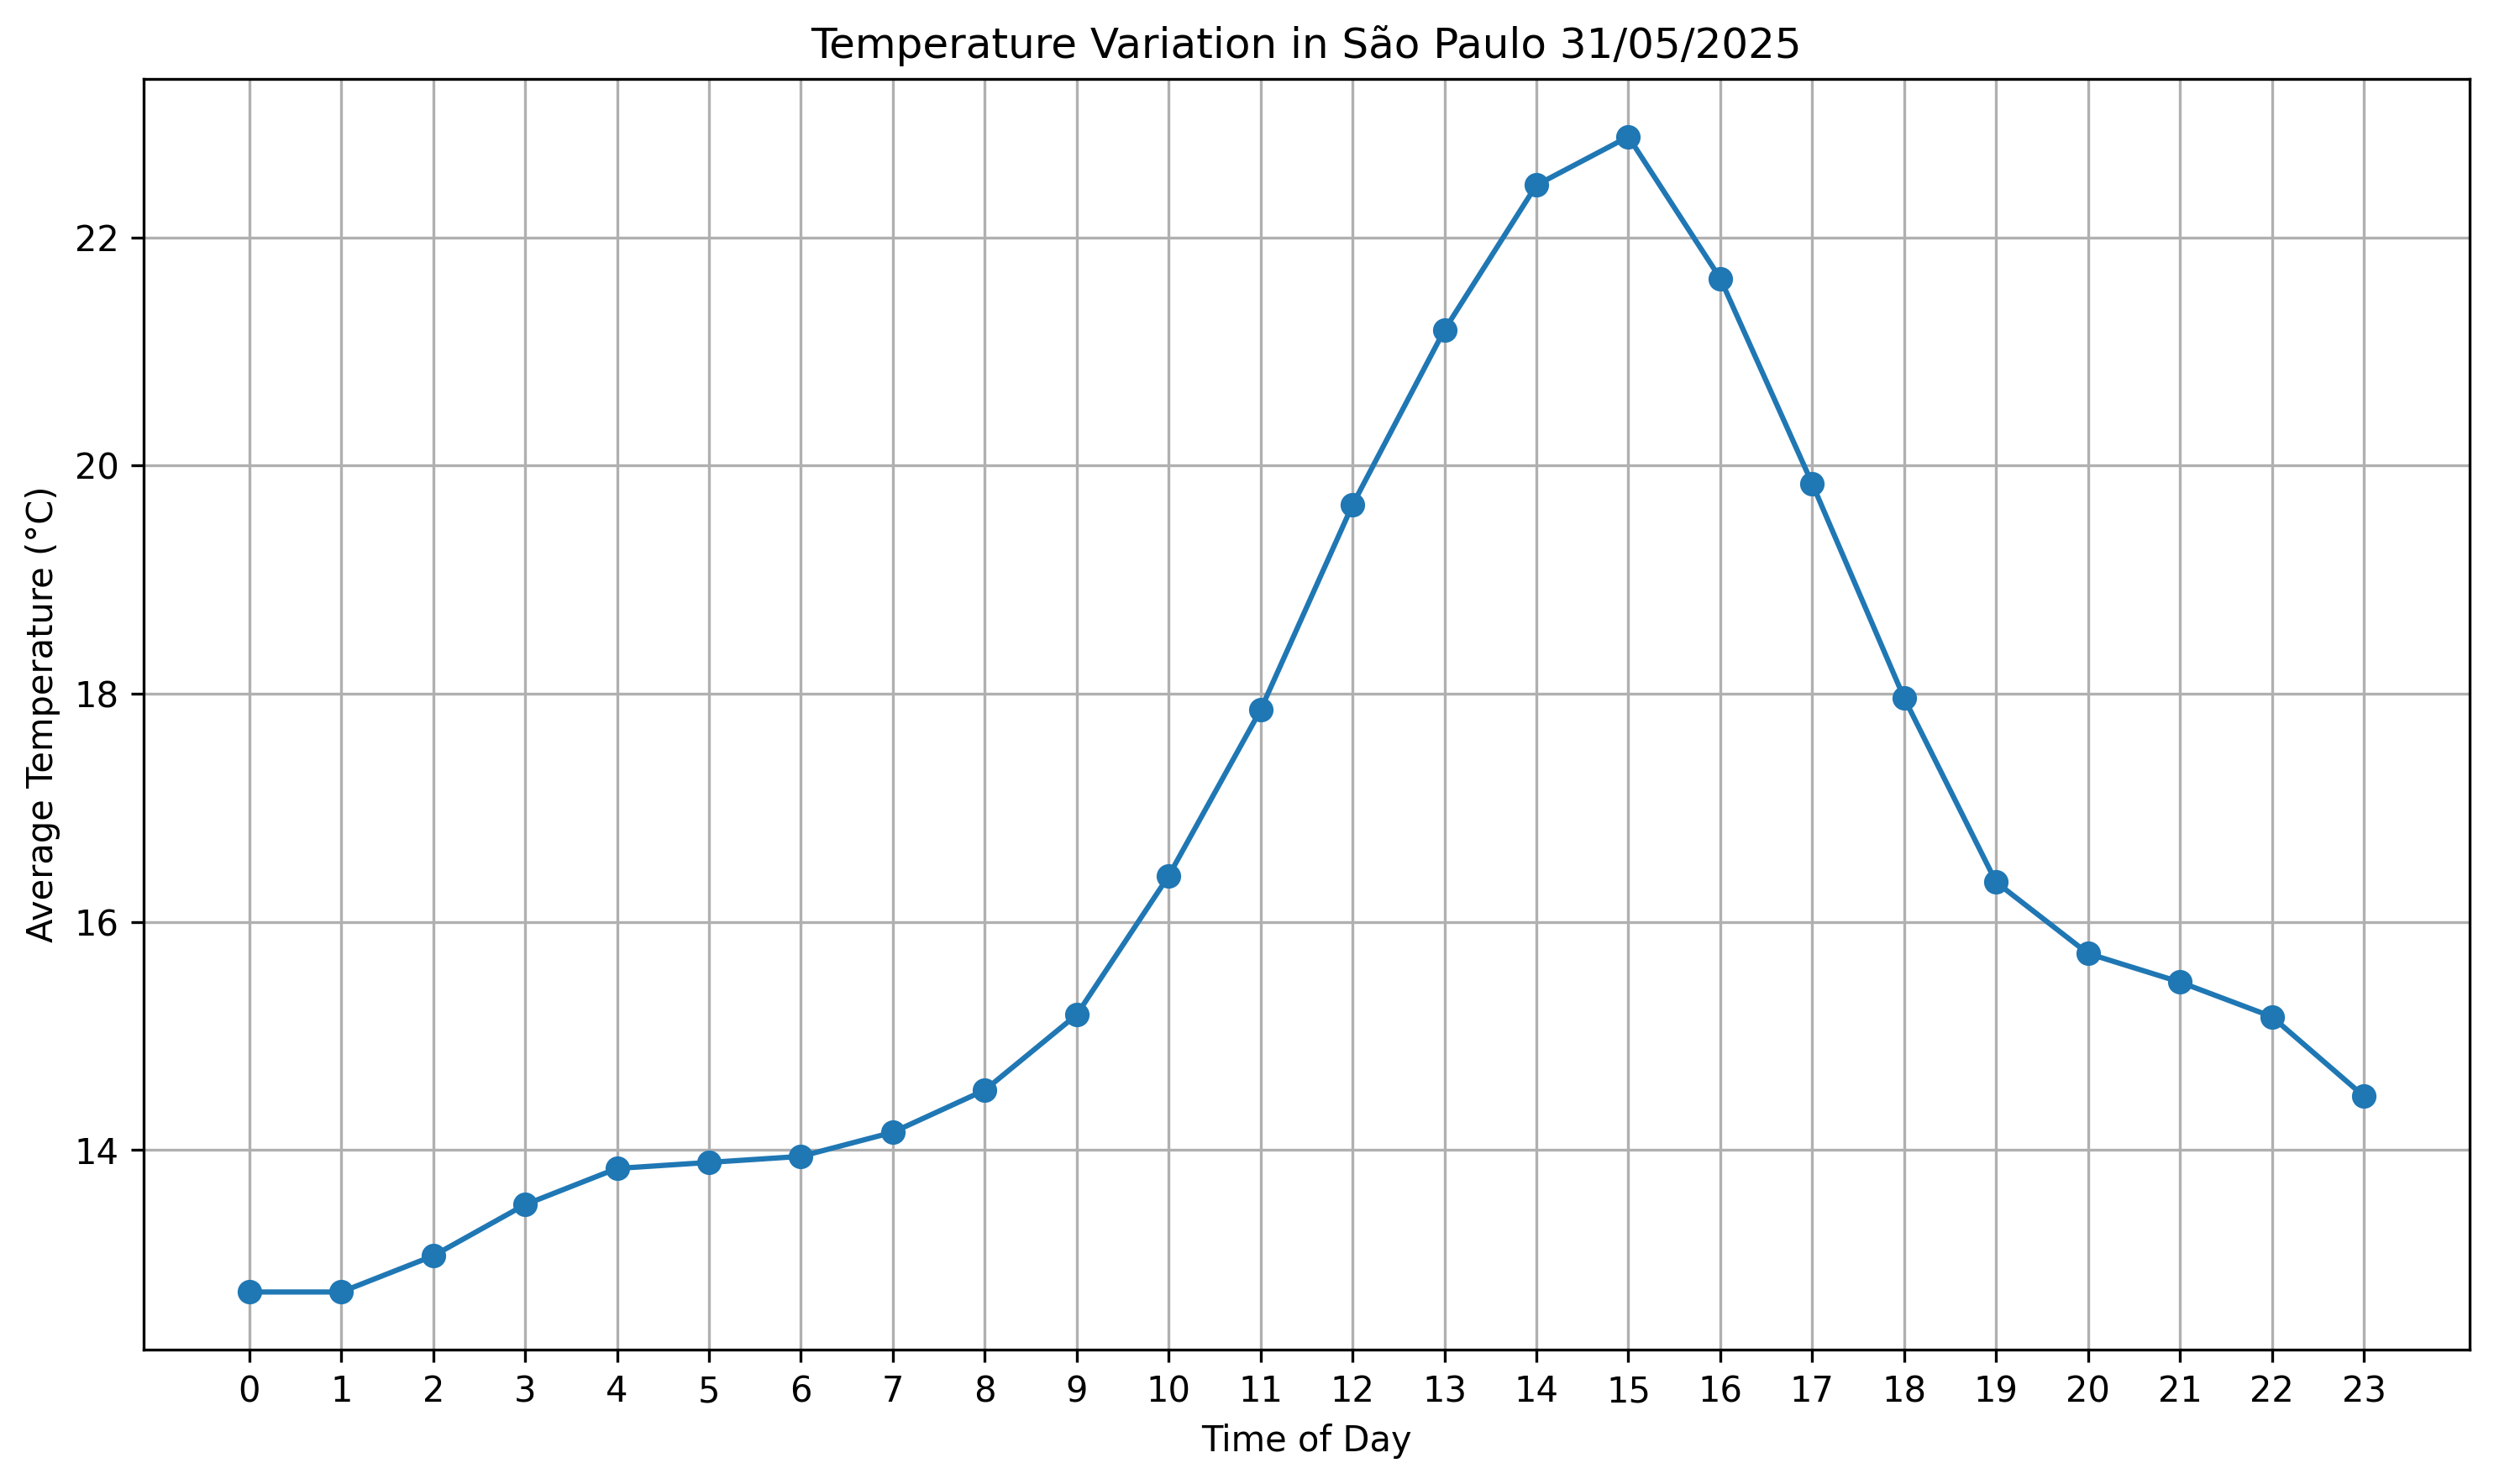 Temperature Variation in São Paulo 31/05/2025
Average Temperature (°C)
22
20
18
16
14
0 1 2 3 4 5 6 7 8 9 10 11 12 13 14 15 16 17 18 19 20 21 22 23
Time of Day